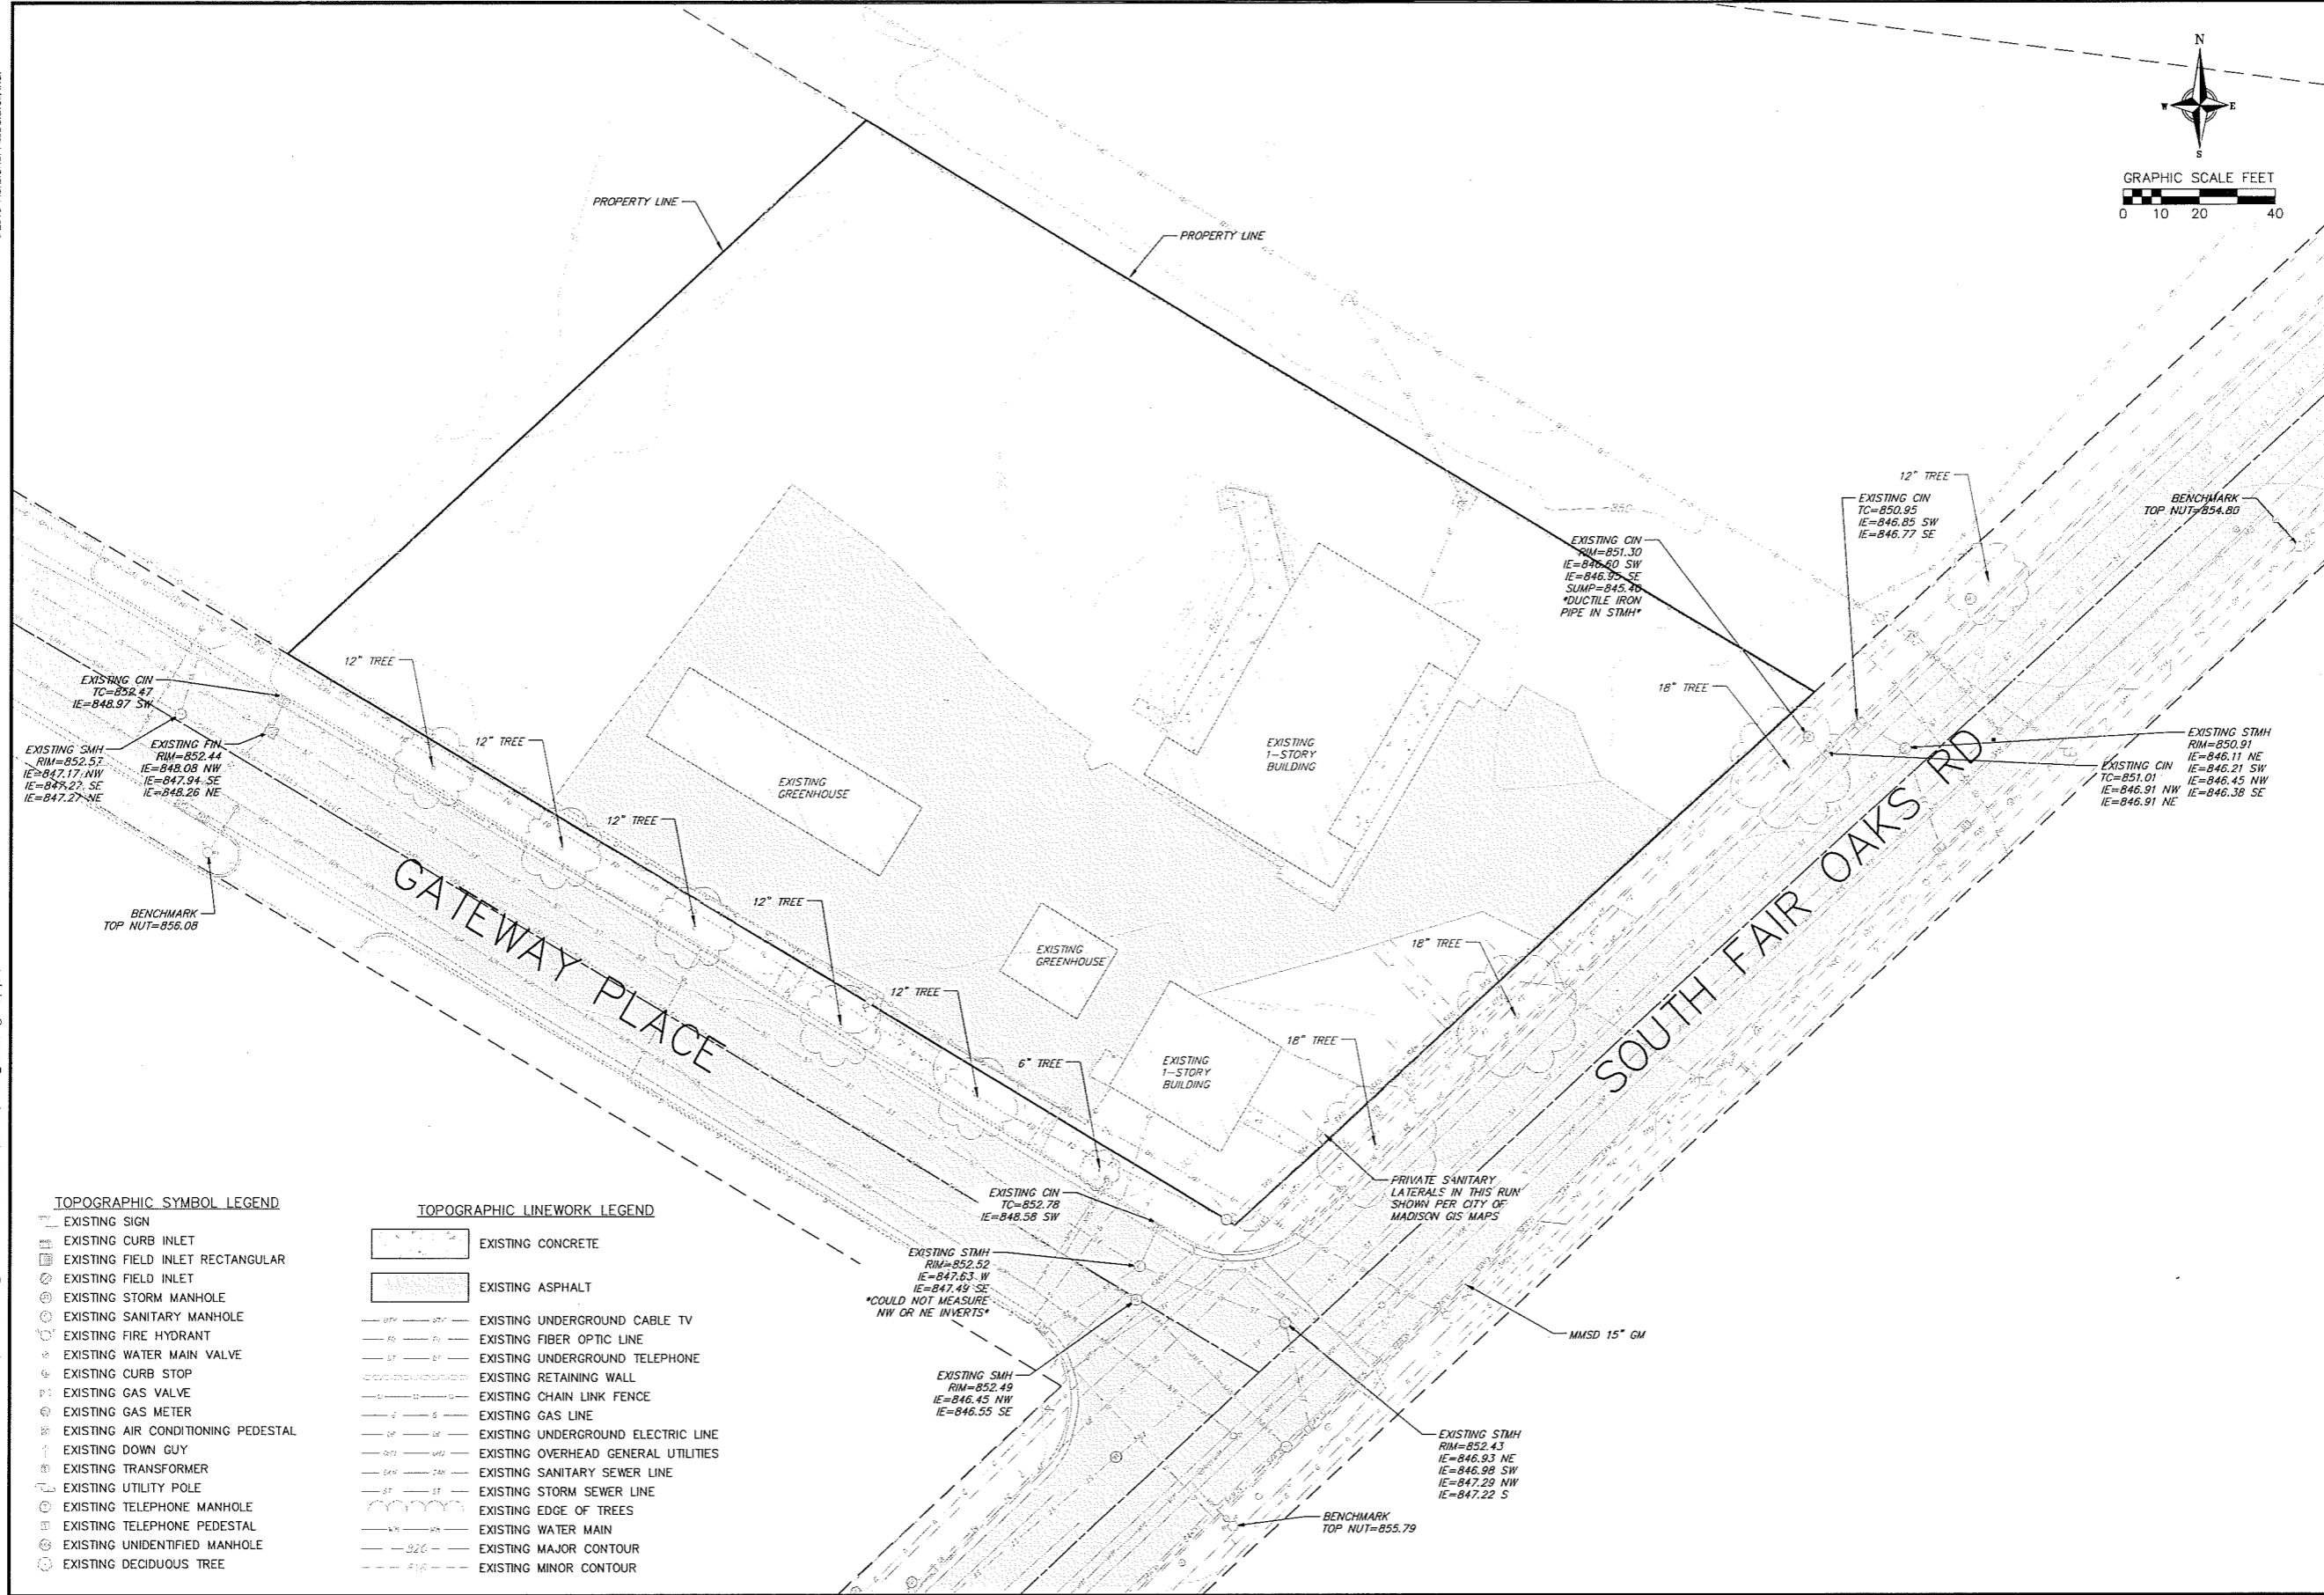 N
W E
S
GRAPHIC SCALE FEET
0 10 20 40
PROPERTY LINE
PROPERTY LINE
12" TREE
EXISTING CIN
TC=850.95
IE=846.85 SW
IE=846.77 SE
BENCHMARK
TOP NUT=854.80
850
EXISTING CIN
RIM=851.30
IE=846.60 SW
IE=846.95 SE
SUMP=845.40
*DUCTILE IRON
PIPE IN STMH*
18" TREE
EXISTING STMH
RIM=850.91
IE=846.11 NE
IE=846.21 SW
IE=846.45 NW
IE=846.38 SE
EXISTING CIN
TC=851.01
IE=846.91 NW
IE=846.91 NE
12" TREE
EXISTING CIN
TC=852.47
IE=848.97 SW
EXISTING SMH
RIM=852.57
IE=847.17 NW
IE=847.27 SE
IE=847.27 NE
EXISTING FIN
RIM=852.44
IE=848.08 NW
IE=847.94 SE
IE=848.26 NE
12" TREE
EXISTING
GREENHOUSE
EXISTING
1-STORY
BUILDING
12" TREE
BENCHMARK
TOP NUT=856.08
GATEWAY PLACE
12" TREE
EXISTING
GREENHOUSE
18" TREE
SOUTH FAIR OAKS RD
12" TREE
6" TREE
EXISTING
1-STORY
BUILDING
18" TREE
PRIVATE SANITARY
LATERALS IN THIS RUN
SHOWN PER CITY OF
MADISON GIS MAPS
EXISTING CIN
TC=852.78
IE=848.58 SW
EXISTING STMH
RIM=852.52
IE=847.63 W
IE=847.49 SE
*COULD NOT MEASURE
NW OR NE INVERTS*
MMSD 15" GM
EXISTING SMH
RIM=852.49
IE=846.45 NW
IE=846.55 SE
EXISTING STMH
RIM=852.43
IE=846.93 NE
IE=846.98 SW
IE=847.29 NW
IE=847.22 S
BENCHMARK
TOP NUT=855.79
TOPOGRAPHIC SYMBOL LEGEND
EXISTING SIGN
EXISTING CURB INLET
EXISTING FIELD INLET RECTANGULAR
EXISTING FIELD INLET
EXISTING STORM MANHOLE
EXISTING SANITARY MANHOLE
EXISTING FIRE HYDRANT
EXISTING WATER MAIN VALVE
EXISTING CURB STOP
EXISTING GAS VALVE
EXISTING GAS METER
EXISTING AIR CONDITIONING PEDESTAL
EXISTING DOWN GUY
EXISTING TRANSFORMER
EXISTING UTILITY POLE
EXISTING TELEPHONE MANHOLE
EXISTING TELEPHONE PEDESTAL
EXISTING UNIDENTIFIED MANHOLE
EXISTING DECIDUOUS TREE
TOPOGRAPHIC LINEWORK LEGEND
EXISTING CONCRETE
EXISTING ASPHALT
EXISTING UNDERGROUND CABLE TV
EXISTING FIBER OPTIC LINE
EXISTING UNDERGROUND TELEPHONE
EXISTING RETAINING WALL
EXISTING CHAIN LINK FENCE
EXISTING GAS LINE
EXISTING UNDERGROUND ELECTRIC LINE
EXISTING OVERHEAD GENERAL UTILITIES
EXISTING SANITARY SEWER LINE
EXISTING STORM SEWER LINE
EXISTING EDGE OF TREES
EXISTING WATER MAIN
820 EXISTING MAJOR CONTOUR
EXISTING MINOR CONTOUR